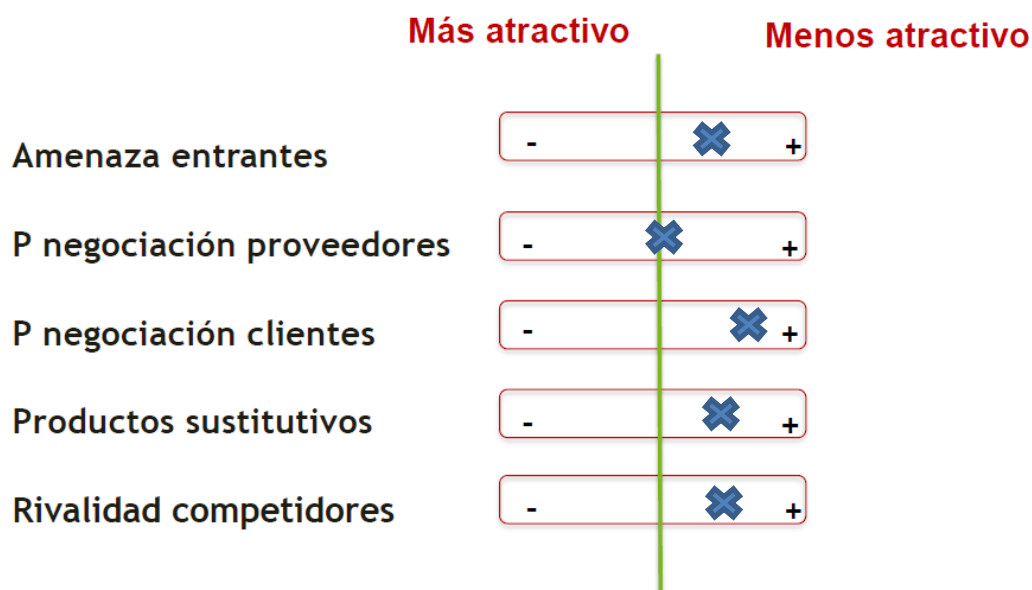 Más atractivo Menos atractivo
Amenaza entrantes - +
P negociación proveedores - +
P negociación clientes - +
Productos sustitutivos - +
Rivalidad competidores - +